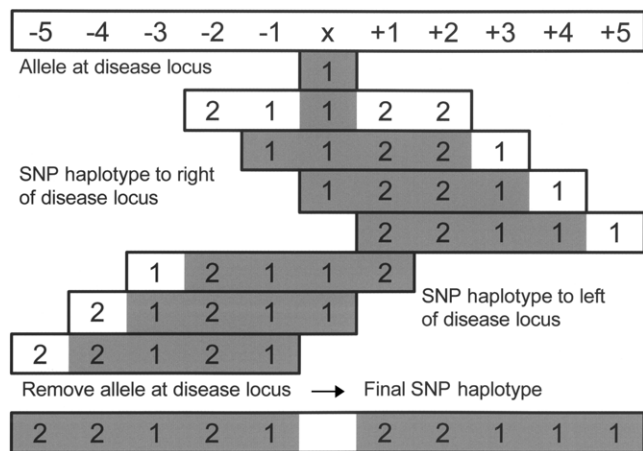 -5 -4 -3 -2 -1 x +1 +2 +3 +4 +5
Allele at disease locus 1
2 1 1 2 2
1 1 2 2 1
SNP haplotype to right
of disease locus
1 2 2 1 1
2 2 1 1 1
1 2 1 1 2
SNP haplotype to left
of disease locus
2 1 2 1 1
2 2 1 2 1
Remove allele at disease locus → Final SNP haplotype
2 2 1 2 1 2 2 1 1 1